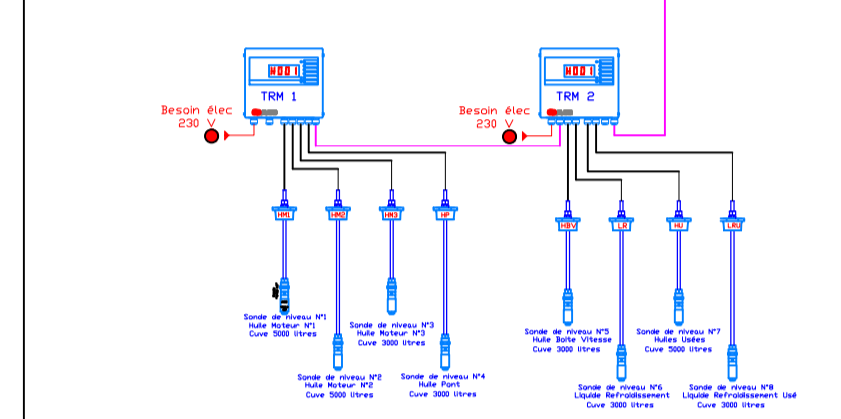 N001
TRM 1
Besoin élec
230 V
N001
TRM 2
Besoin élec
230 V
HM1
HM2
HM3
HP
HBV
LR
HU
LRU
Sonde de niveau N°1
Huile Moteur N°1
Cuve 5000 litres
Sonde de niveau N°3
Huile Moteur N°3
Cuve 3000 litres
Sonde de niveau N°2
Huile Moteur N°2
Cuve 5000 litres
Sonde de niveau N°4
Huile Pont
Cuve 3000 litres
Sonde de niveau N°5
Huile Boite Vitesse
Cuve 3000 litres
Sonde de niveau N°7
Huiles Usées
Cuve 5000 litres
Sonde de niveau N°6
Liquide Refroidissement
Cuve 3000 litres
Sonde de niveau N°8
Liquide Refroidissement Usé
Cuve 3000 litres